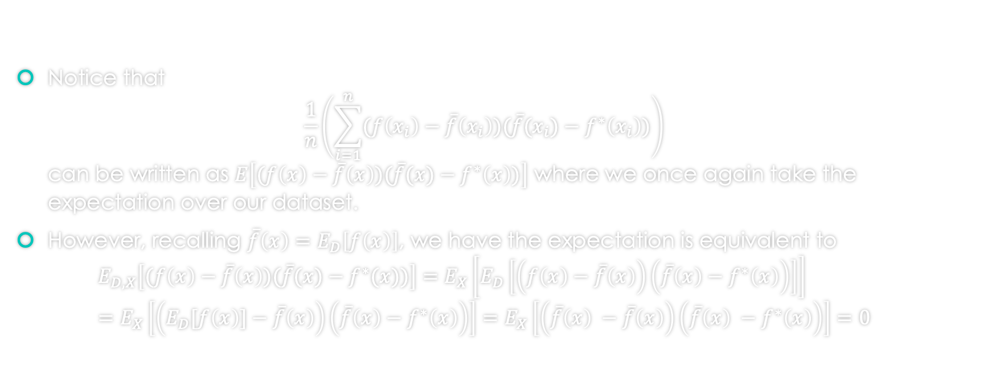 Notice that
$\frac{1}{n}\left(\sum_{i=1}^{n}(f(x_i) - \bar{f}(x_i))(\bar{f}(x_i) - f^*(x_i))\right)$
can be written as $E[(f(x) - \bar{f}(x))(\bar{f}(x) - f^*(x))]$ where we once again take the
expectation over our dataset.
However, recalling $\bar{f}(x) = E_D[f(x)]$, we have the expectation is equivalent to
$E_{D,X}[(f(x) - \bar{f}(x))(\bar{f}(x) - f^*(x))] = E_X\left[E_D\left[\left(f(x) - \bar{f}(x)\right)\left(\bar{f}(x) - f^*(x)\right)\right]\right]$
$= E_X\left[\left(E_D[f(x)] - \bar{f}(x)\right)\left(\bar{f}(x) - f^*(x)\right)\right] = E_X\left[\left(\bar{f}(x) - \bar{f}(x)\right)\left(\bar{f}(x) - f^*(x)\right)\right] = 0$